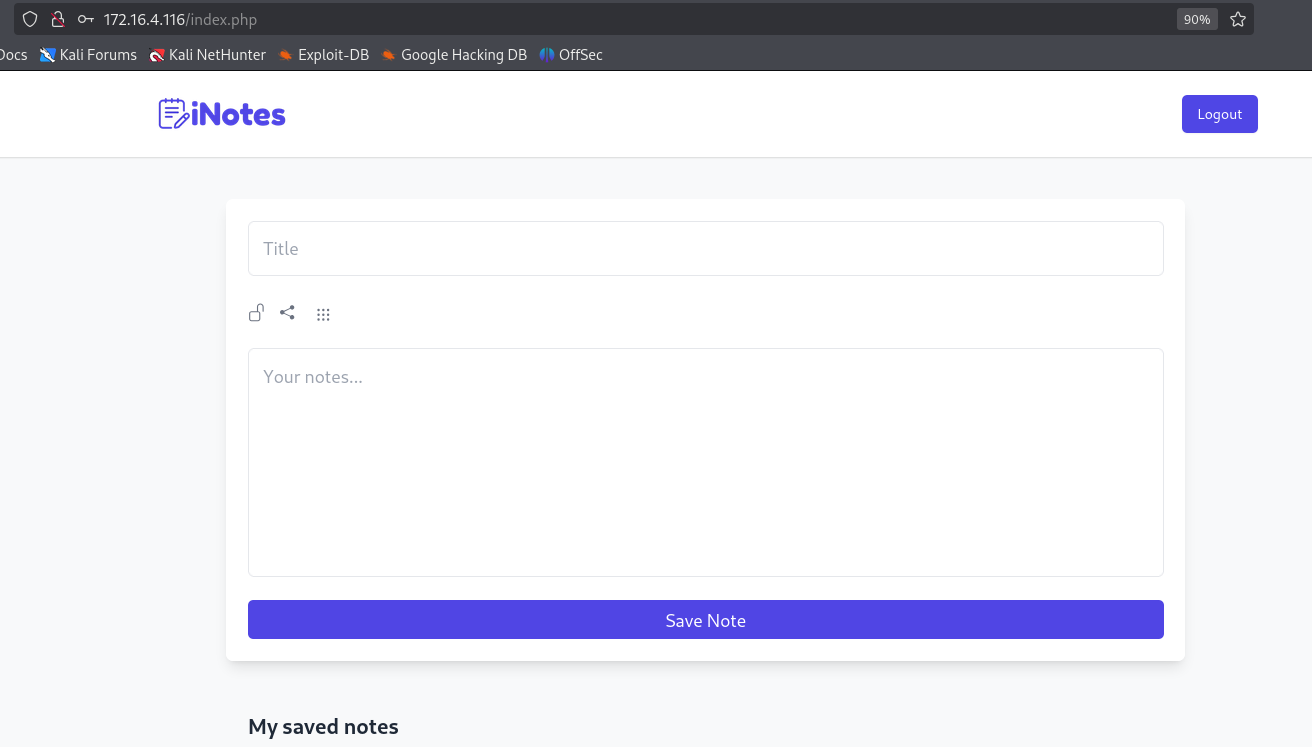 172.16.4.116/index.php
90%
Docs Kali Forums Kali NetHunter Exploit-DB Google Hacking DB OffSec
iNotes
Logout
Title
Your notes...
Save Note
My saved notes